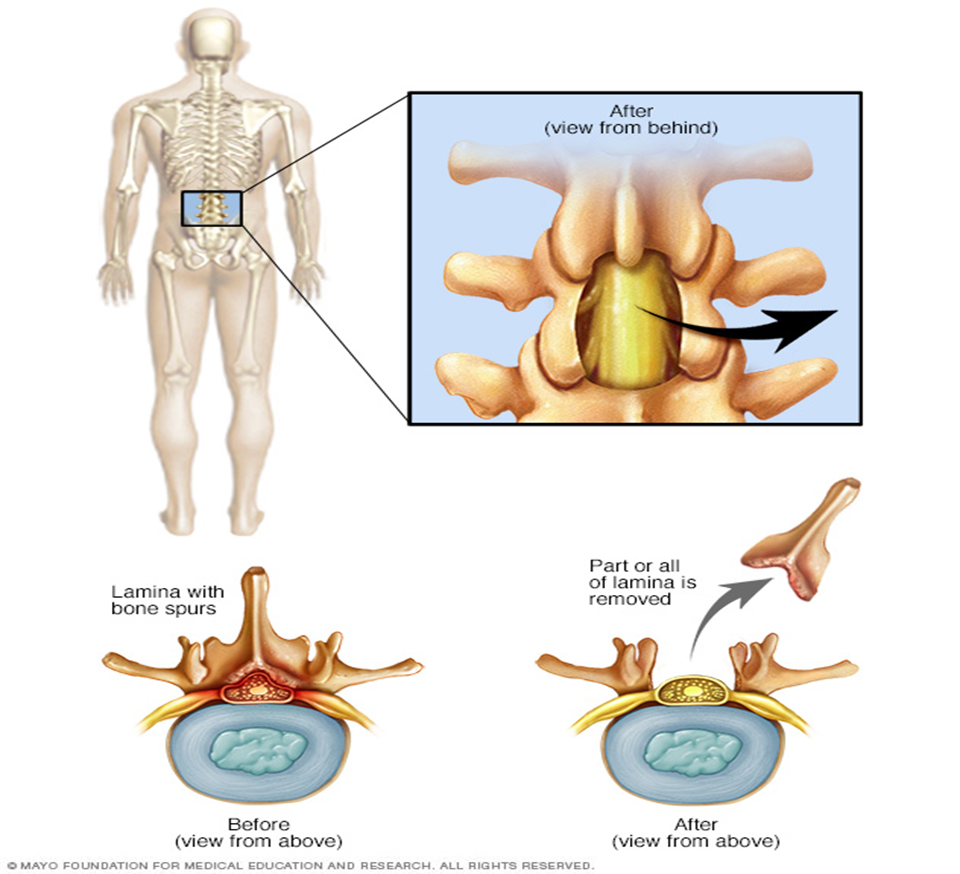 After
(view from behind)
Lamina with
bone spurs
Part or all
of lamina is
removed
Before
(view from above)
After
(view from above)
© MAYO FOUNDATION FOR MEDICAL EDUCATION AND RESEARCH. ALL RIGHTS RESERVED.